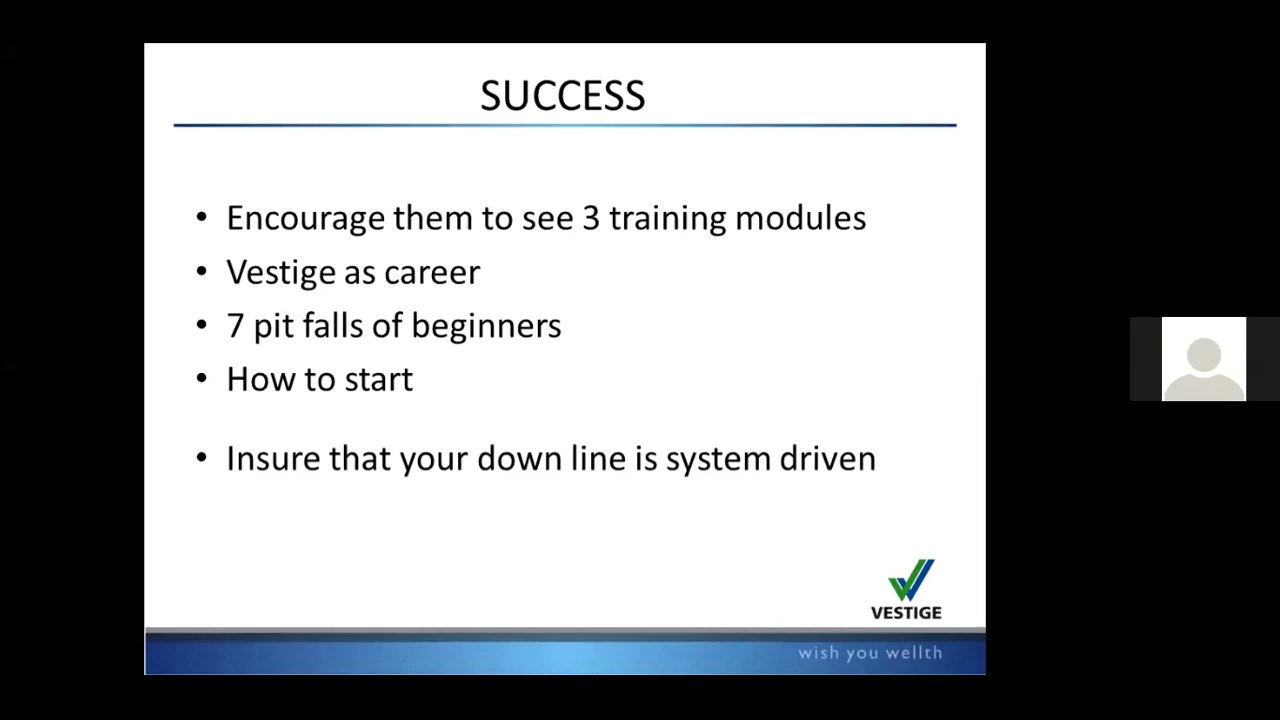 SUCCESS
• Encourage them to see 3 training modules
• Vestige as career
• 7 pit falls of beginners
• How to start
• Insure that your down line is system driven
VESTIGE
wish you wellth